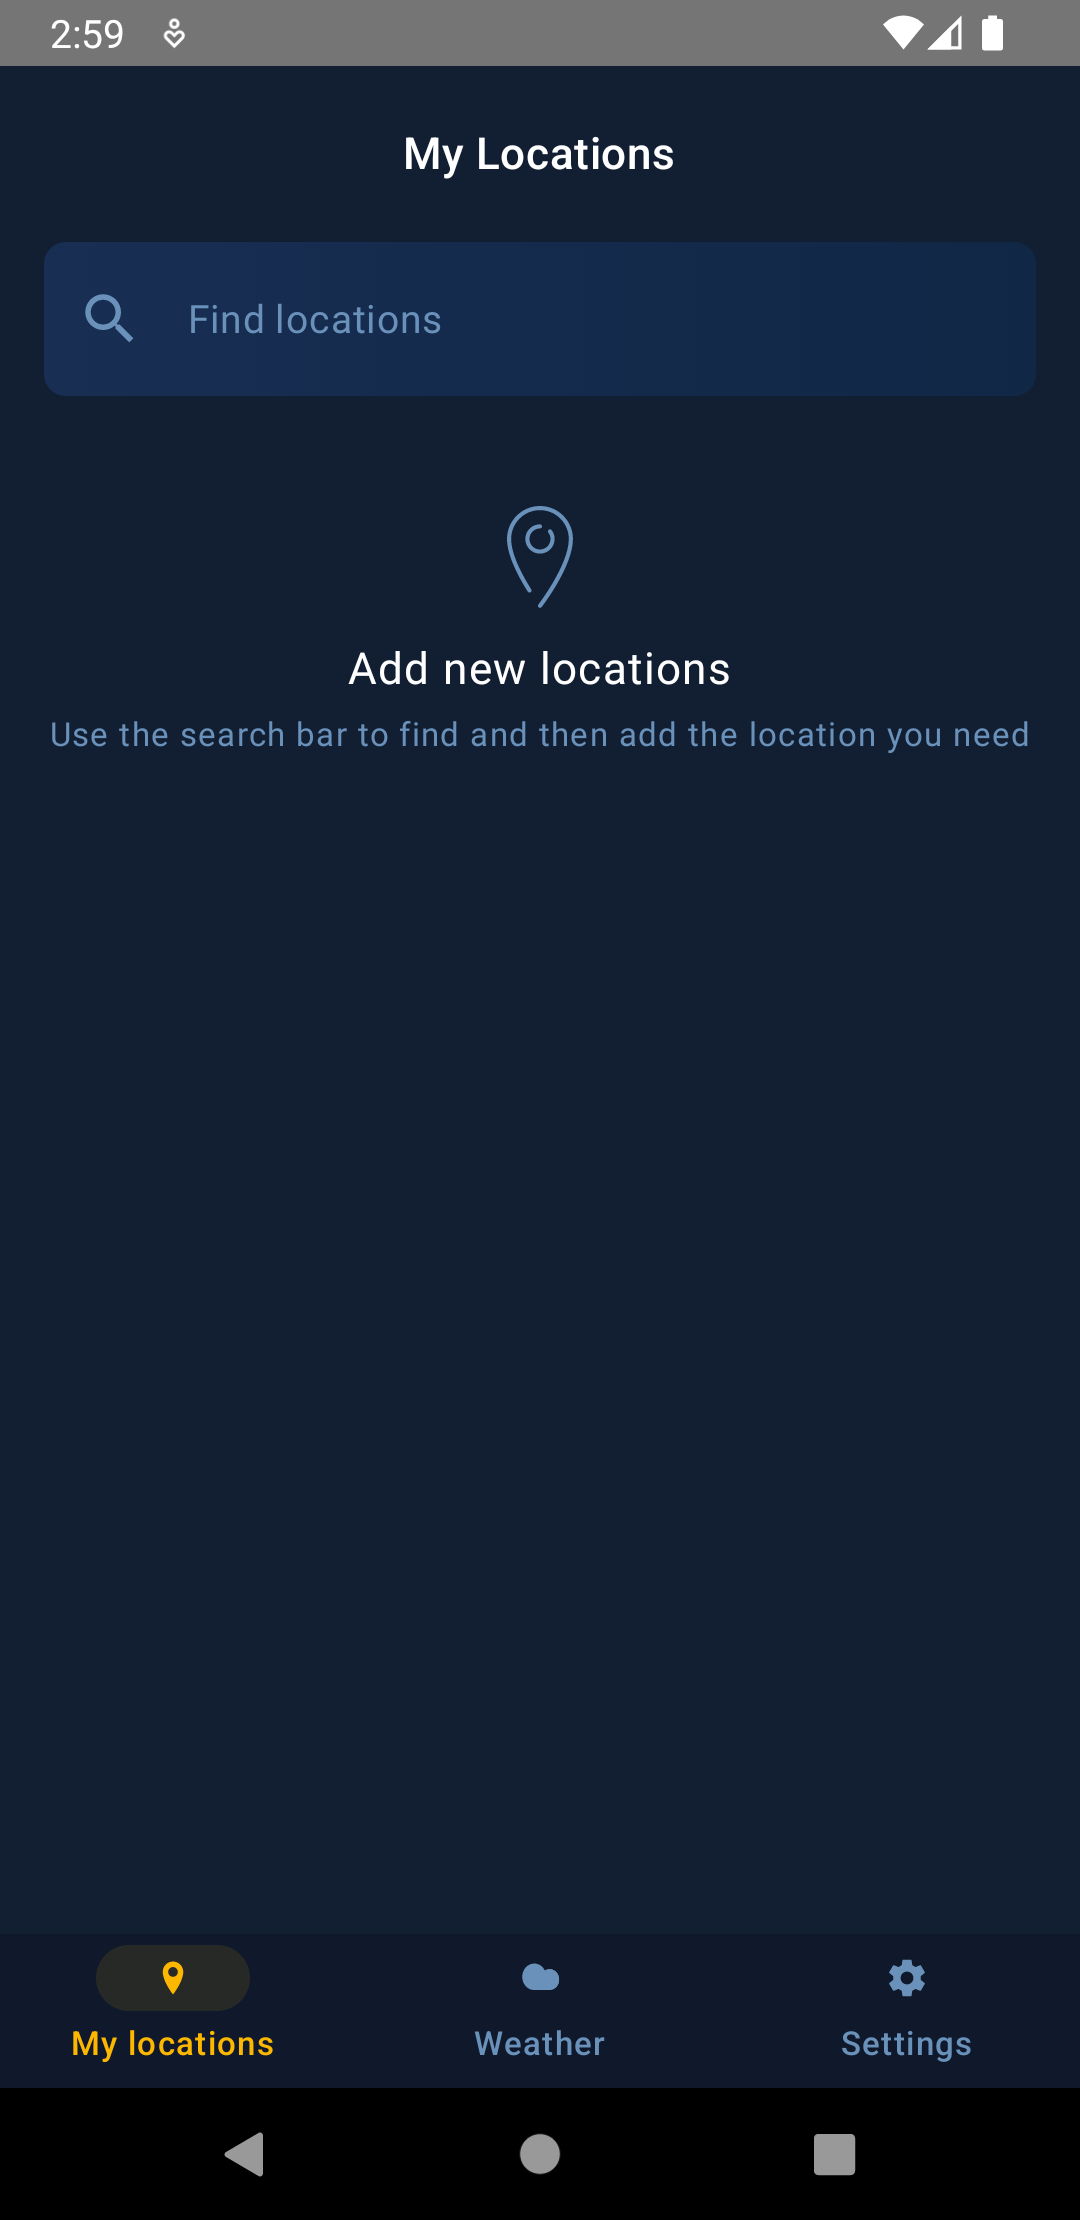 2:59
My Locations
Find locations
Add new locations
Use the search bar to find and then add the location you need
My locations
Weather
Settings